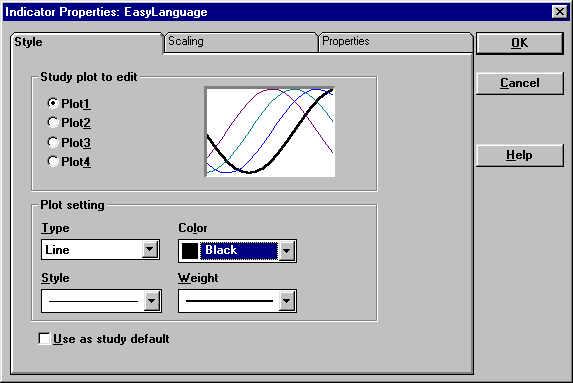 Indicator Properties: EasyLanguage
Style
Scaling
Properties
OK
Cancel
Help
Study plot to edit
Plot1
Plot2
Plot3
Plot4
Plot setting
Type
Color
Line
Black
Style
Weight
Use as study default